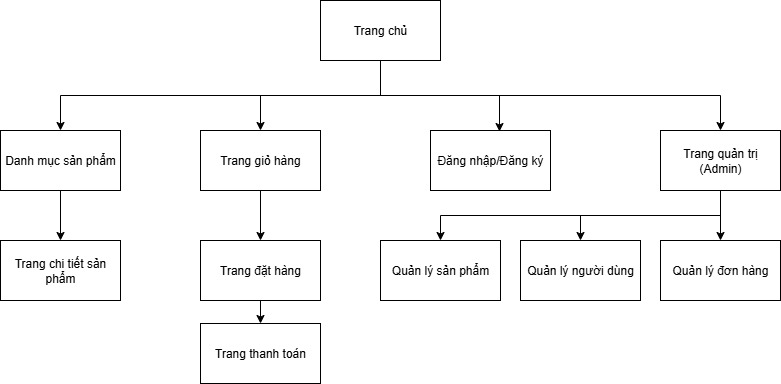 Trang chủ
Danh mục sản phẩm
Trang giỏ hàng
Đăng nhập/Đăng ký
Trang quản trị
(Admin)
Trang chi tiết sản
phẩm
Trang đặt hàng
Quản lý sản phẩm
Quản lý người dùng
Quản lý đơn hàng
Trang thanh toán